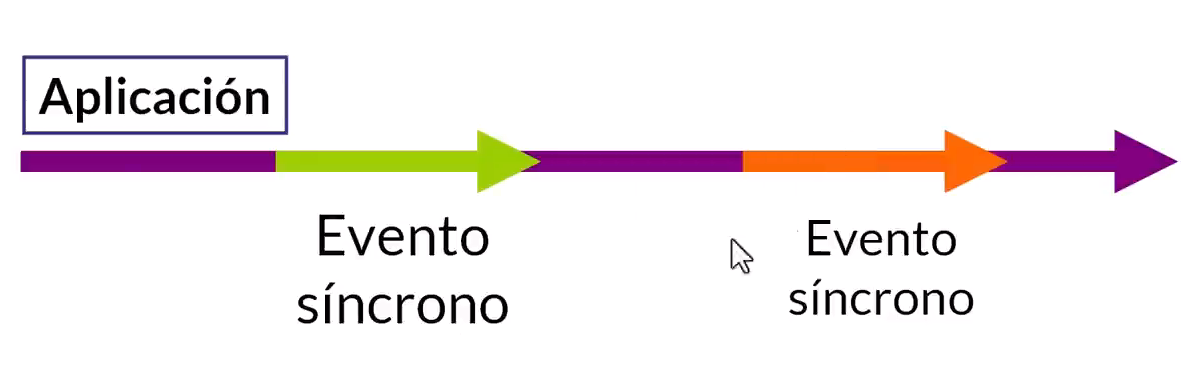 Aplicación
Evento
síncrono
Evento
síncrono